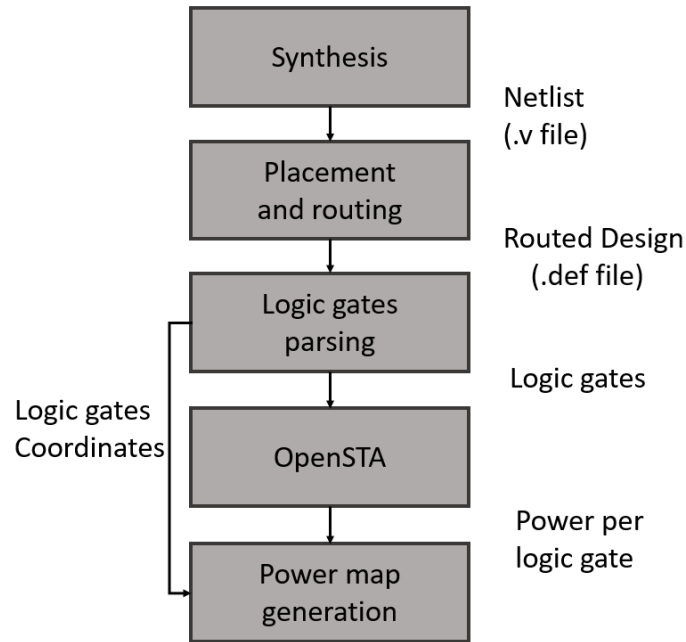 Synthesis
Netlist
(.v file)
Placement
and routing
Routed Design
(.def file)
Logic gates
parsing
Logic gates
Logic gates
Coordinates
OpenSTA
Power per
logic gate
Power map
generation